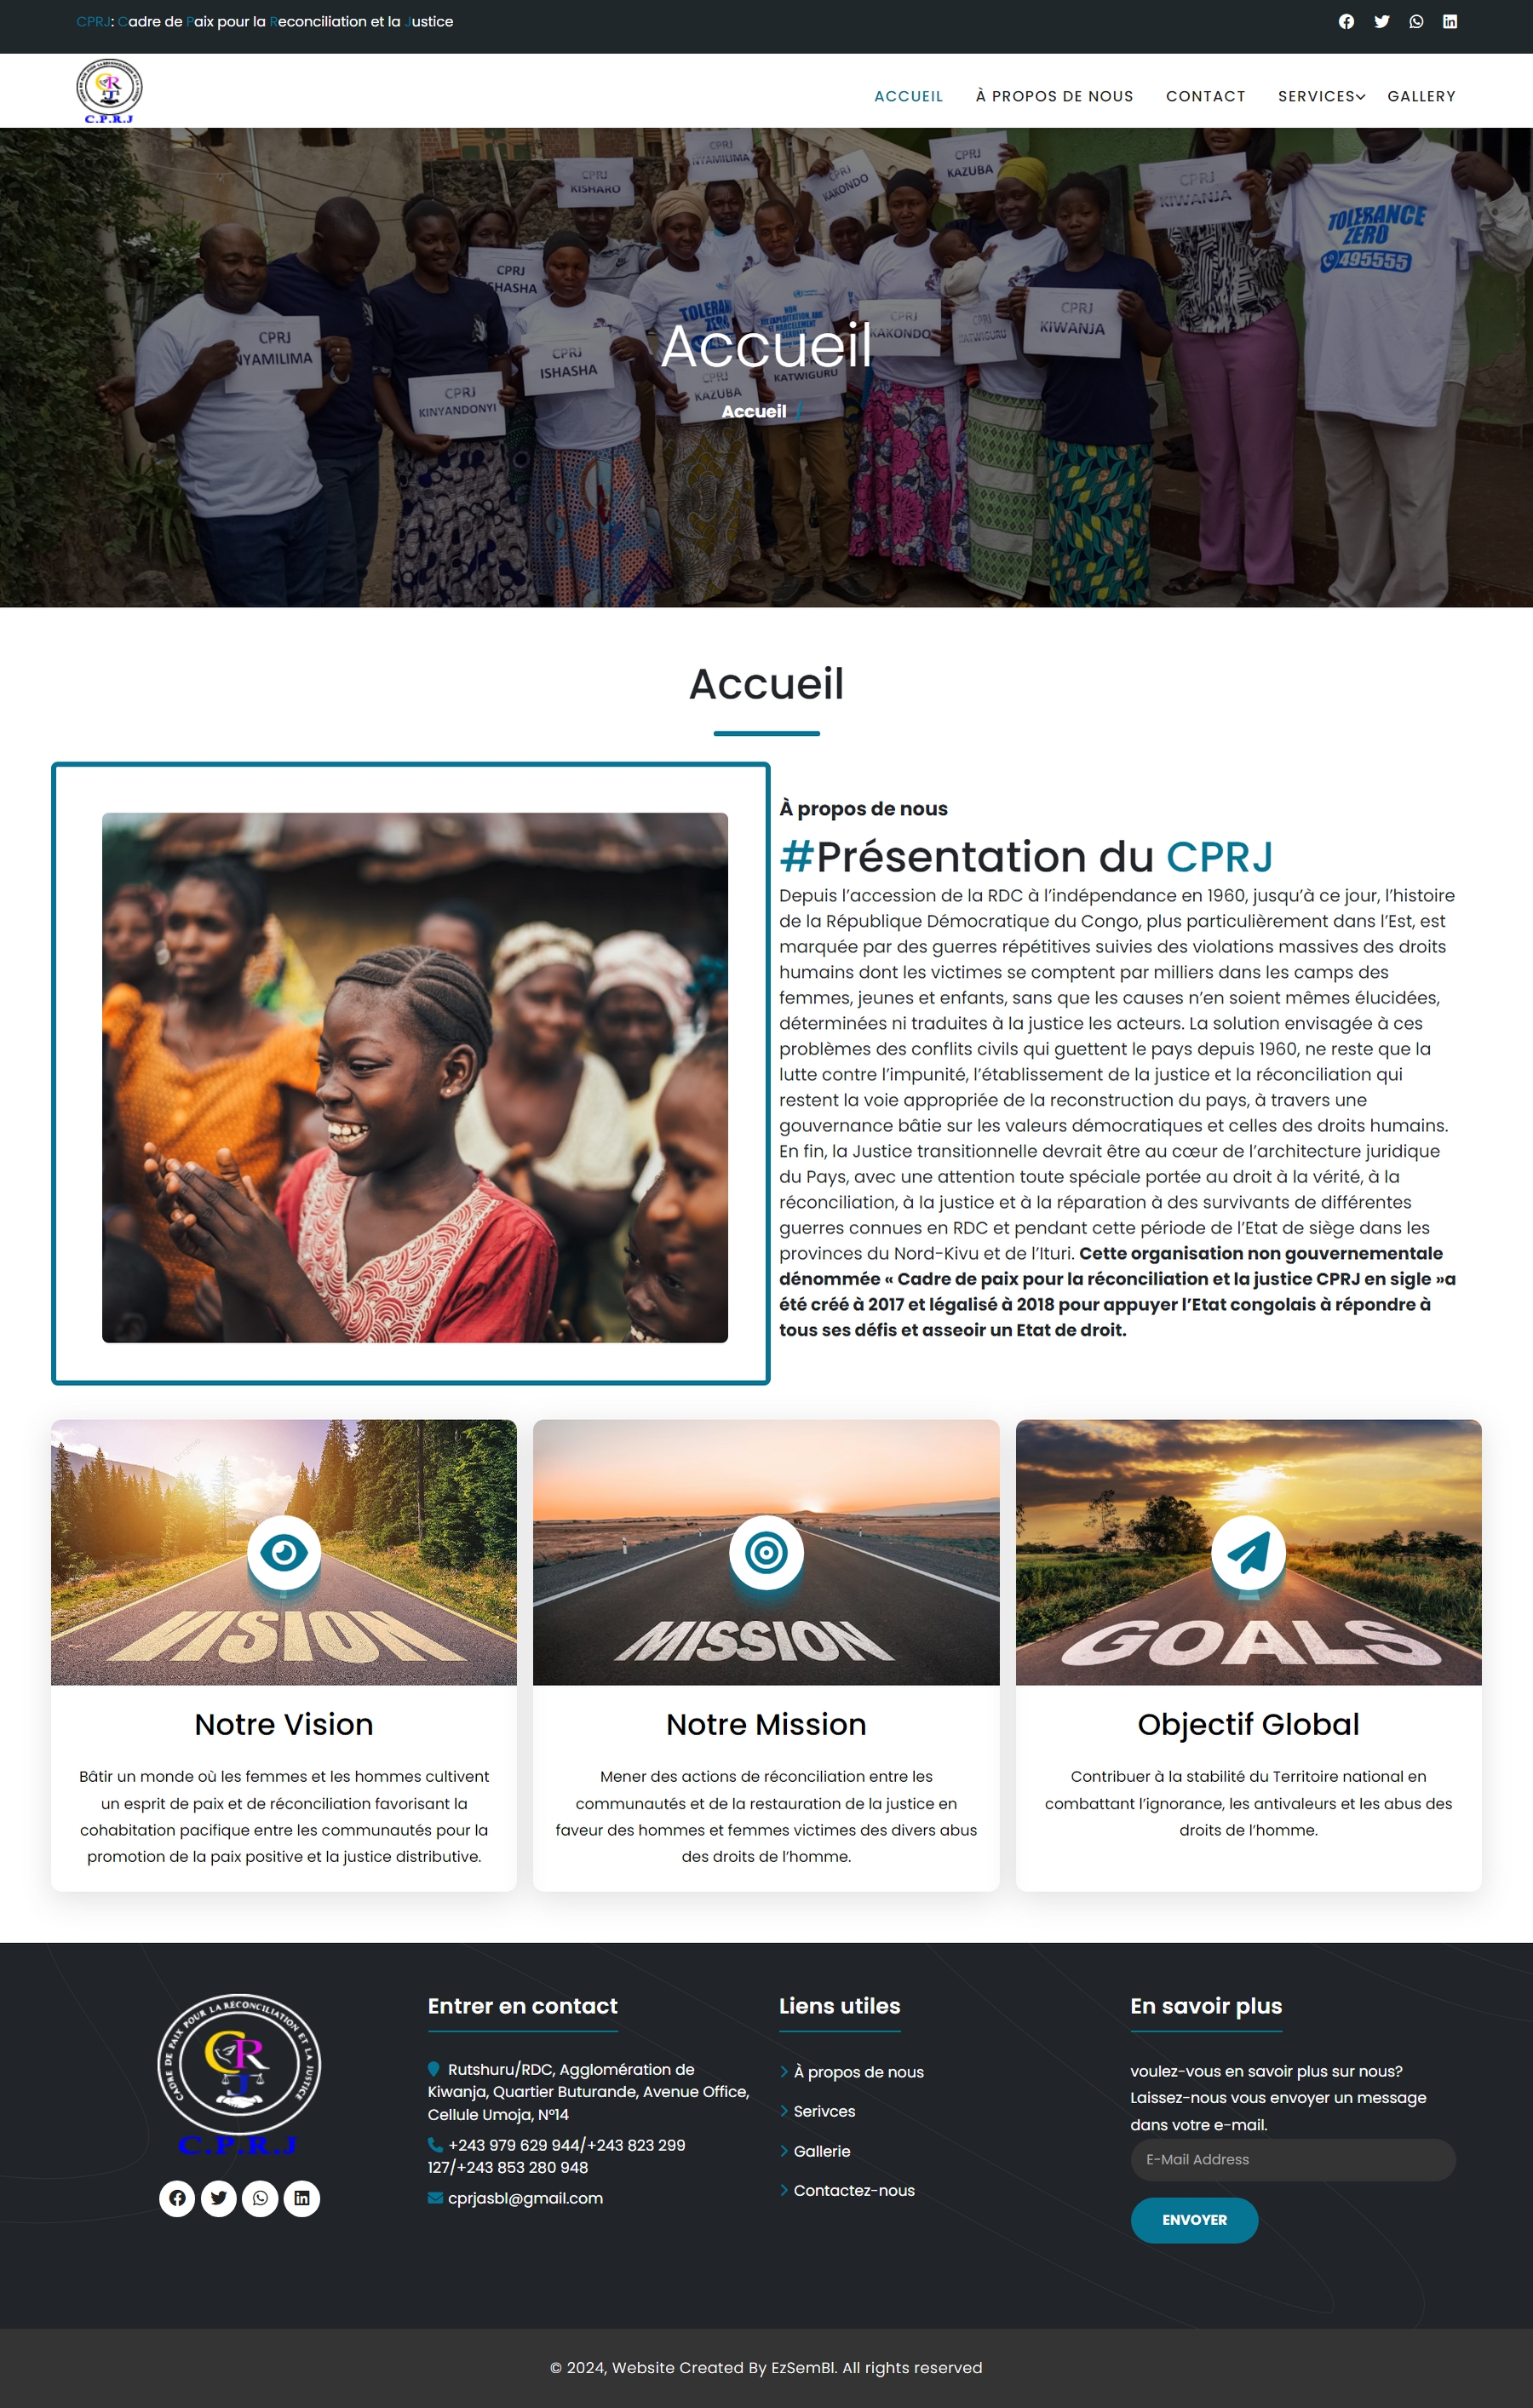 CPRJ: Cadre de Paix pour la Reconciliation et la Justice
C.P.R.J
ACCUEIL
À PROPOS DE NOUS
CONTACT
SERVICES
GALLERY
CPRJ
KISHARO
CPRJ
NYAMILIMA
CPRJ
KAKONDO
CPRJ
KAZUBA
CPRJ
KIWANJA
TOLERANCE
ZERO
495555
CPRJ
ISHASHA
CPRJ
NYAMILIMA
CPRJ
KINYANDONYI
CPRJ
ISHASHA
CPRJ
KAZUBA
KATWIGURU
CPRJ
KAKONDO
CPRJ
KATWIGURU
CPRJ
KIWANJA
Accueil
Accueil /
Accueil
À propos de nous
#Présentation du CPRJ
Depuis l’accession de la RDC à l’indépendance en 1960, jusqu’à ce jour, l’histoire
de la République Démocratique du Congo, plus particulièrement dans l’Est, est
marquée par des guerres répétitives suivies des violations massives des droits
humains dont les victimes se comptent par milliers dans les camps des
femmes, jeunes et enfants, sans que les causes n’en soient mêmes élucidées,
déterminées ni traduites à la justice les acteurs. La solution envisagée à ces
problèmes des conflits civils qui guettent le pays depuis 1960, ne reste que la
lutte contre l’impunité, l’établissement de la justice et la réconciliation qui
restent la voie appropriée de la reconstruction du pays, à travers une
gouvernance bâtie sur les valeurs démocratiques et celles des droits humains.
En fin, la Justice transitionnelle devrait être au cœur de l’architecture juridique
du Pays, avec une attention toute spéciale portée au droit à la vérité, à la
réconciliation, à la justice et à la réparation à des survivants de différentes
guerres connues en RDC et pendant cette période de l’Etat de siège dans les
provinces du Nord-Kivu et de l’Ituri. Cette organisation non gouvernementale
dénommée « Cadre de paix pour la réconciliation et la justice CPRJ en sigle »a
été créé à 2017 et légalisé à 2018 pour appuyer l’Etat congolais à répondre à
tous ses défis et asseoir un Etat de droit.
VISION
MISSION
GOALS
Notre Vision
Bâtir un monde où les femmes et les hommes cultivent
un esprit de paix et de réconciliation favorisant la
cohabitation pacifique entre les communautés pour la
promotion de la paix positive et la justice distributive.
Notre Mission
Mener des actions de réconciliation entre les
communautés et de la restauration de la justice en
faveur des hommes et femmes victimes des divers abus
des droits de l’homme.
Objectif Global
Contribuer à la stabilité du Territoire national en
combattant l’ignorance, les antivaleurs et les abus des
droits de l’homme.
CADRE DE PAIX POUR LA RÉCONCILIATION ET LA JUSTICE
CRJ
C.P.R.J
Entrer en contact
Rutshuru/RDC, Agglomération de
Kiwanja, Quartier Buturande, Avenue Office,
Cellule Umoja, N°14
+243 979 629 944/+243 823 299
127/+243 853 280 948
cprjasbl@gmail.com
Liens utiles
À propos de nous
Serivces
Gallerie
Contactez-nous
En savoir plus
voulez-vous en savoir plus sur nous?
Laissez-nous vous envoyer un message
dans votre e-mail.
E-Mail Address
ENVOYER
© 2024, Website Created By EzSemBl. All rights reserved